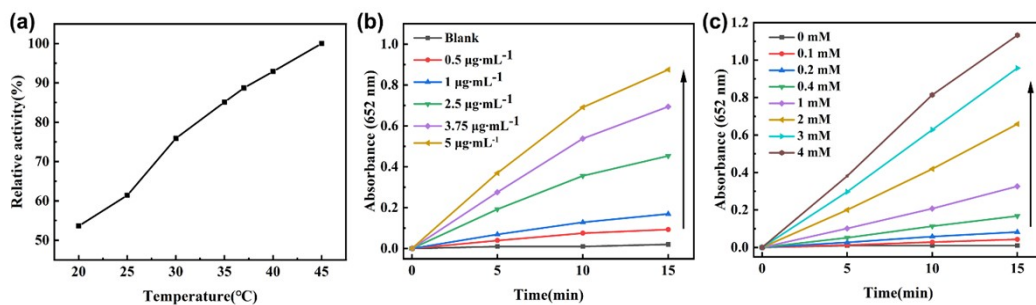 (a)
Relative activity(%)
100
90
80
70
60
50
20 25 30 35 40 45
Temperature(°C)
(b)
Absorbance (652 nm)
1.0
0.8
0.6
0.4
0.2
0.0
Blank
0.5 μg·mL⁻¹
1 μg·mL⁻¹
2.5 μg·mL⁻¹
3.75 μg·mL⁻¹
5 μg·mL⁻¹
0 5 10 15
Time(min)
(c)
Absorbance (652 nm)
1.2
1.0
0.8
0.6
0.4
0.2
0.0
0 mM
0.1 mM
0.2 mM
0.4 mM
1 mM
2 mM
3 mM
4 mM
0 5 10 15
Time(min)